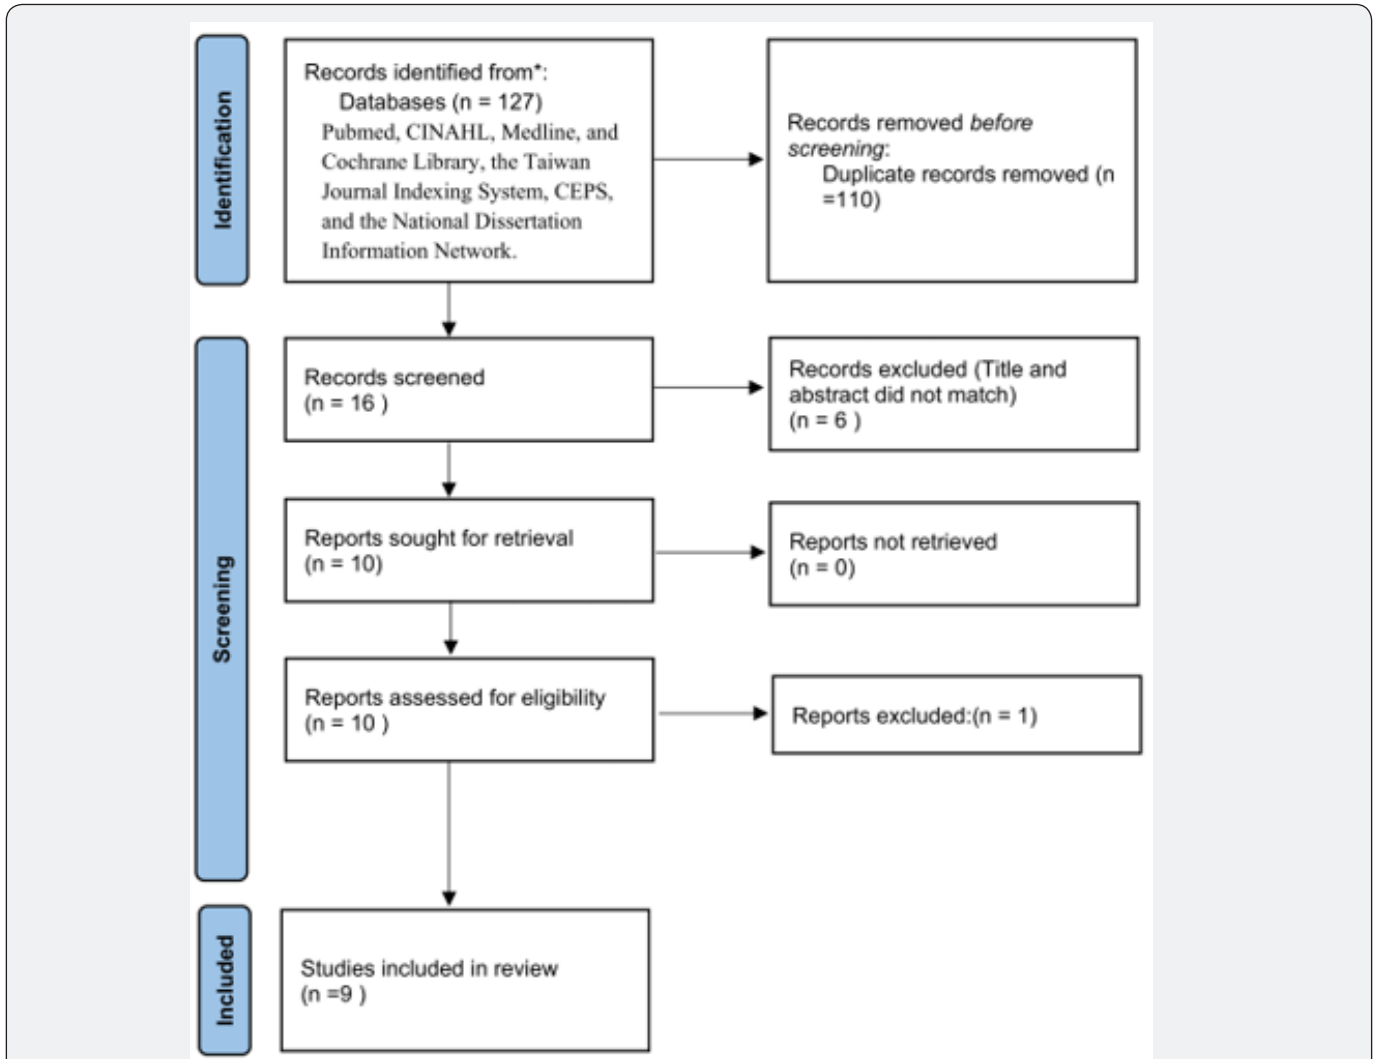 Identification
Records identified from*:
Databases (n = 127)
Pubmed, CINAHL, Medline, and
Cochrane Library, the Taiwan
Journal Indexing System, CEPS,
and the National Dissertation
Information Network.
Records removed before
screening:
Duplicate records removed (n
=110)
Screening
Records screened
(n = 16 )
Records excluded (Title and
abstract did not match)
(n = 6 )
Reports sought for retrieval
(n = 10)
Reports not retrieved
(n = 0)
Reports assessed for eligibility
(n = 10 )
Reports excluded:(n = 1)
Included
Studies included in review
(n =9 )